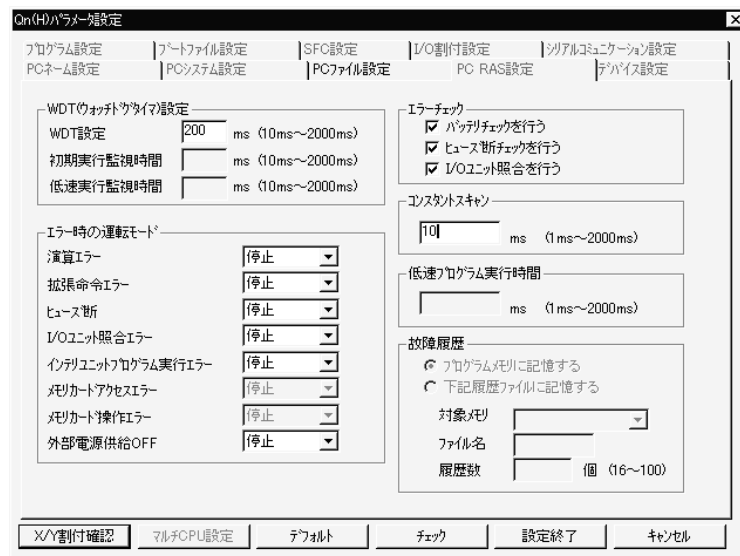 Qn(H)ﾊﾟﾗﾒｰﾀ設定
ﾌﾟﾛｸﾞﾗﾑ設定 ﾌﾞｰﾄﾌｧｲﾙ設定 SFC設定 I/O割付設定 ｼﾘｱﾙｺﾐｭﾆｹｰｼｮﾝ設定
PCﾈｰﾑ設定 PCｼｽﾃﾑ設定 PCﾌｧｲﾙ設定 PC RAS設定 ﾃﾞﾊﾞｲｽ設定
WDT(ｳｫｯﾁﾄﾞｸﾞﾀｲﾏ)設定
WDT設定 200 ms (10ms～2000ms)
初期実行監視時間 ms (10ms～2000ms)
低速実行監視時間 ms (10ms～2000ms)
ｴﾗｰ時の運転ﾓｰﾄﾞ
演算ｴﾗｰ 停止
拡張命令ｴﾗｰ 停止
ﾋｭｰｽﾞ断 停止
I/Oﾕﾆｯﾄ照合ｴﾗｰ 停止
ｲﾝﾃﾘﾕﾆｯﾄﾌﾟﾛｸﾞﾗﾑ実行ｴﾗｰ 停止
ﾒﾓﾘｶｰﾄﾞｱｸｾｽｴﾗｰ 停止
ﾒﾓﾘｶｰﾄﾞ操作ｴﾗｰ 停止
外部電源供給OFF 停止
ｴﾗｰﾁｪｯｸ
ﾊﾞｯﾃﾘﾁｪｯｸを行う
ﾋｭｰｽﾞ断ﾁｪｯｸを行う
I/Oﾕﾆｯﾄ照合を行う
ｺﾝｽﾀﾝﾄｽｷｬﾝ
10 ms (1ms～2000ms)
低速ﾌﾟﾛｸﾞﾗﾑ実行時間
ms (1ms～2000ms)
故障履歴
ﾌﾟﾛｸﾞﾗﾑﾒﾓﾘに記憶する
下記履歴ﾌｧｲﾙに記憶する
対象ﾒﾓﾘ
ﾌｧｲﾙ名
履歴数 個 (16～100)
X/Y割付確認 ﾏﾙﾁCPU設定 ﾃﾞﾌｫﾙﾄ ﾁｪｯｸ 設定終了 ｷｬﾝｾﾙ